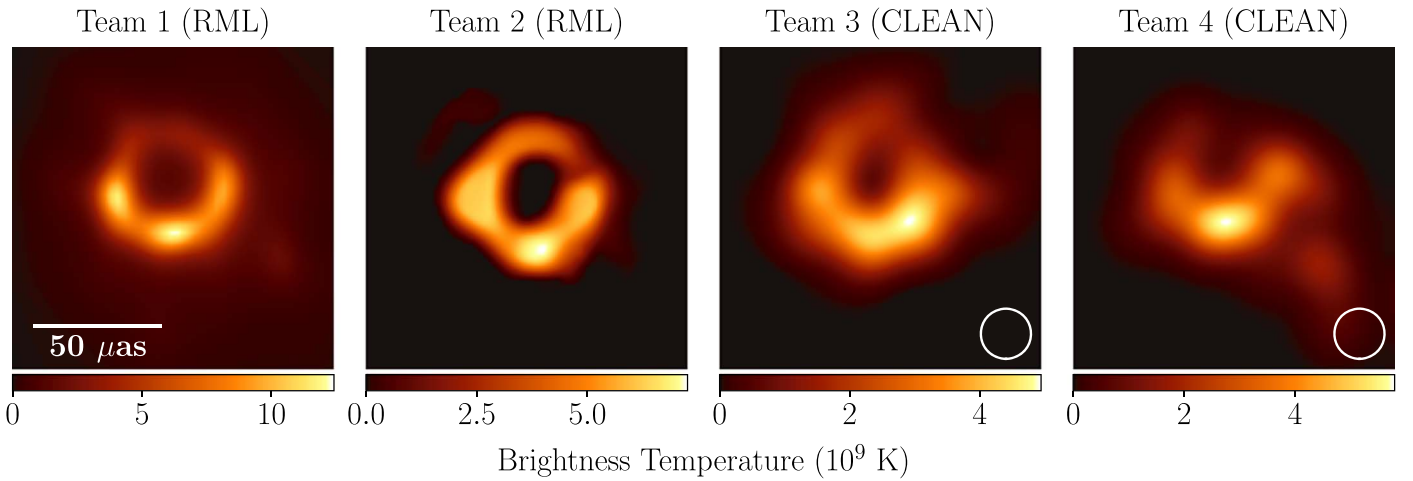 Team 1 (RML)
Team 2 (RML)
Team 3 (CLEAN)
Team 4 (CLEAN)
50 μas
0 5 10
0.0 2.5 5.0
0 2 4
0 2 4
Brightness Temperature (10⁹ K)